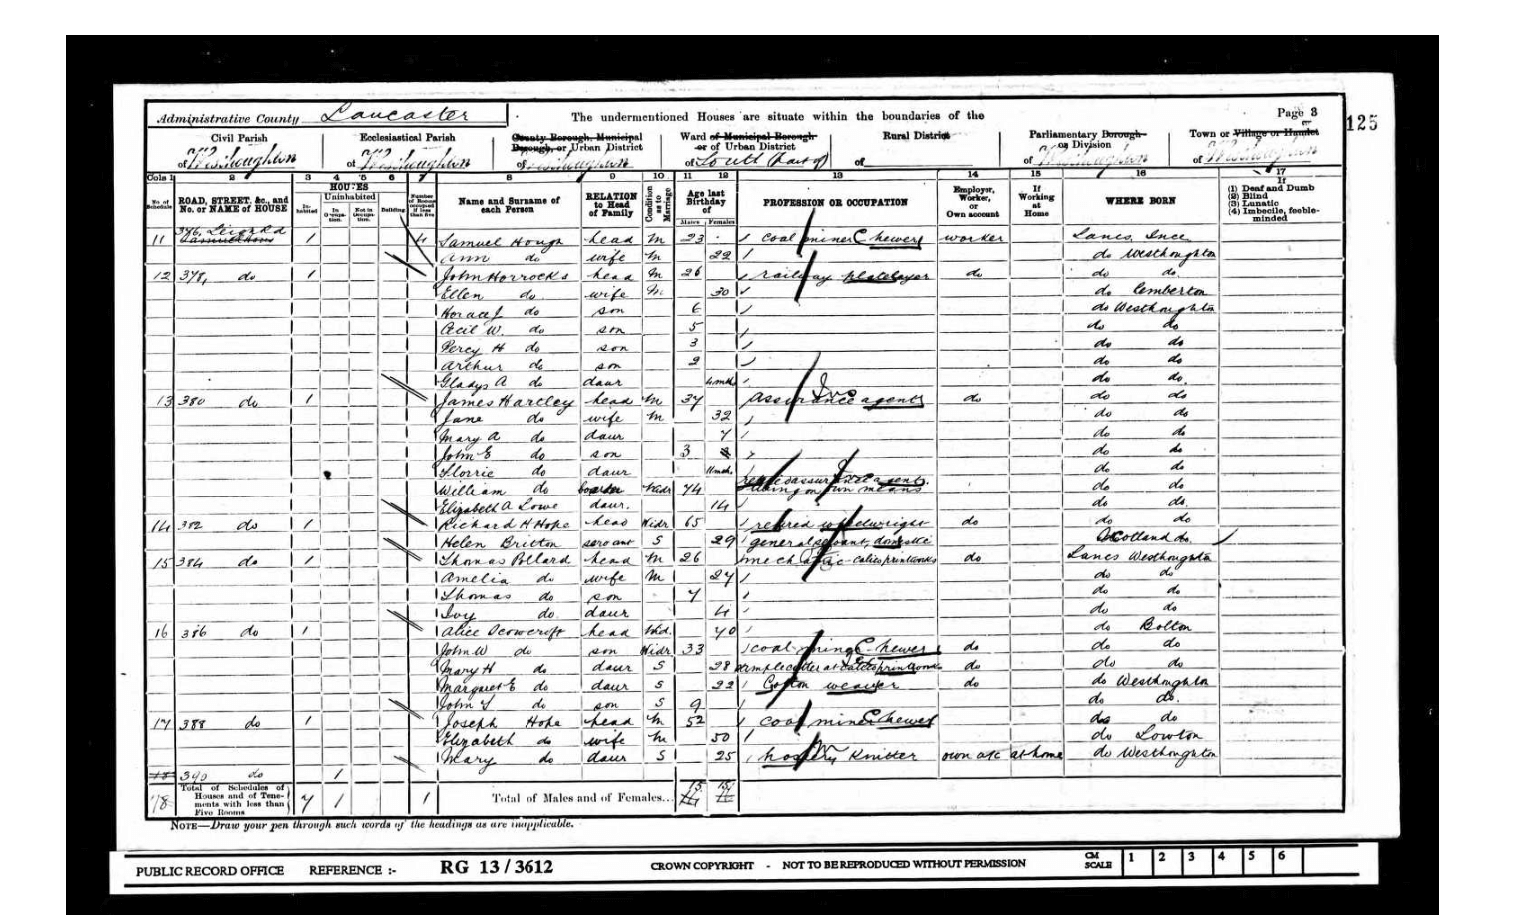 Administrative County Lancaster The undermentioned Houses are situate within the boundaries of the Page 3
125
Civil Parish Ecclesiastical Parish County Borough, Municipal Borough, or Urban District Ward of Municipal Borough or of Urban District Rural District Parliamentary Borough or Division Town or Village or Hamlet
of Westhoughton of Westhoughton of Westhoughton of South (Part of) of of Westhoughton of Westhoughton
Cols 1 2 3 4 5 6 7 8 9 10 11 12 13 14 15 16 17
No. of Schedule ROAD, STREET, &c., and No. or NAME of HOUSE HOUSES Inhabited Uninhabited In Occupation. Not in Occupation. Building Number of Rooms occupied if less than five Name and Surname of each Person RELATION to Head of Family Condition as to Marriage Age last Birthday of Males Females PROFESSION OR OCCUPATION Employer, Worker, or Own account If Working at Home WHERE BORN If (1) Deaf and Dumb (2) Blind (3) Lunatic (4) Imbecile, feeble-minded
11 376, Leigh Rd 1 4 Samuel Hough head M 23 coal miner hewer worker Lancs, Ince
Ann do wife M 22 do Westhoughton
12 378, do 1 John Horrocks head M 26 railway platelayer do do do
Ellen do wife M 30 do Pemberton
Horace J do son 6 do Westhoughton
Cecil W. do son 5 do do
Percy H do son 3 do do
Arthur do son 2 do do
Gladys A do daur 4 mths do do.
13 380 do 1 James Hartley head M 37 assurance agent do do do
Jane do wife M 32 do do
Mary A do daur 7 do do
John E do son 3 do do
Florrie do daur 11 mths do do
William do boarder Widr 74 retired assurance agent. living on own means do do
Elizabeth A Lowe daur. 14 do do.
14 382 do 1 Richard H Hope head Widr 65 retired wheelwright do do do
Helen Britton servant S 29 general servant, domestic Scotland do.
15 384 do 1 Thomas Pollard head M 26 mechanic - calico printworks do Lancs Westhoughton
Amelia do wife M 27 do do
Thomas do son 7 do do
Ivy do daur 4 do do
16 386 do 1 Alice Scowcroft head Wid. 70 do Bolton
John W do son Widr 33 coal mining hewer do do do
Mary H do daur S 28 at calico printworks do do do
Margaret E do daur S 22 Cotton weaver do do Westhoughton
John T do son S 9 do do.
17 388 do 1 Joseph Hope head M 52 coal miner hewer do do
Elizabeth do wife M 50 do Lowton
Mary do daur S 25 hosiery Knitter own a/c at home do Westhoughton
18 390 do 1
18 Total of Schedules of Houses and of Tenements with less than Five Rooms 7 1 1 Total of Males and of Females... 15 15
NOTE—Draw your pen through such words of the headings as are inapplicable.
PUBLIC RECORD OFFICE REFERENCE :- RG 13 / 3612 CROWN COPYRIGHT - NOT TO BE REPRODUCED WITHOUT PERMISSION CM SCALE 1 2 3 4 5 6